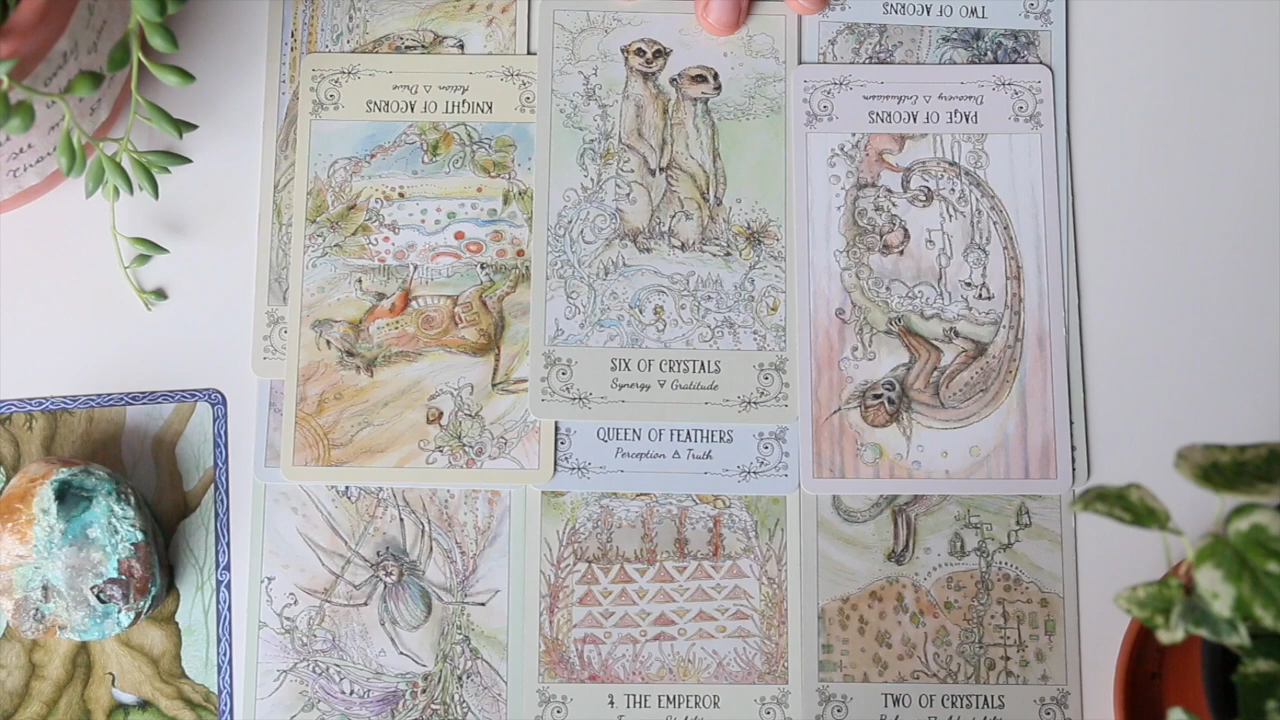 TWO OF ACORNS
KNIGHT OF ACORNS
Action △ Drive
PAGE OF ACORNS
Discovery △ Enthusiasm
SIX OF CRYSTALS
Synergy ▽ Gratitude
QUEEN OF FEATHERS
Perception △ Truth
4. THE EMPEROR
TWO OF CRYSTALS